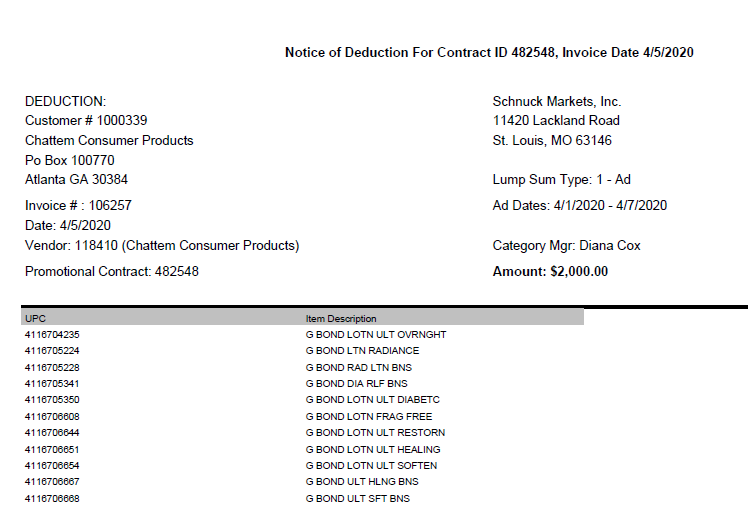 Notice of Deduction For Contract ID 482548, Invoice Date 4/5/2020
DEDUCTION:
Customer # 1000339
Chattem Consumer Products
Po Box 100770
Atlanta GA 30384
Invoice # : 106257
Date: 4/5/2020
Vendor: 118410 (Chattem Consumer Products)
Promotional Contract: 482548
Schnuck Markets, Inc.
11420 Lackland Road
St. Louis, MO 63146
Lump Sum Type: 1 - Ad
Ad Dates: 4/1/2020 - 4/7/2020
Category Mgr: Diana Cox
Amount: $2,000.00
UPC Item Description
4116704235 G BOND LOTN ULT OVRNGHT
4116705224 G BOND LTN RADIANCE
4116705228 G BOND RAD LTN BNS
4116705341 G BOND DIA RLF BNS
4116705350 G BOND LOTN ULT DIABETC
4116706608 G BOND LOTN FRAG FREE
4116706644 G BOND LOTN ULT RESTORN
4116706651 G BOND LOTN ULT HEALING
4116706654 G BOND LOTN ULT SOFTEN
4116706667 G BOND ULT HLNG BNS
4116706668 G BOND ULT SFT BNS